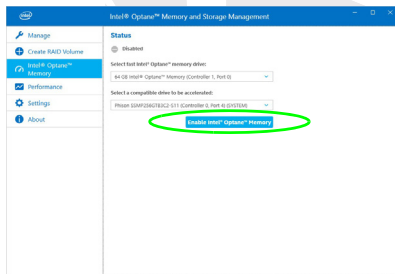 intel
Intel® Optane™ Memory and Storage Management
Manage
Create RAID Volume
Intel® Optane™
Memory
Performance
Settings
About
Status
Disabled
Select fast Intel® Optane™ memory drive:
64 GB Intel® Optane™ Memory (Controller 1, Port 0)
Select a compatible drive to be accelerated:
Enable Intel® Optane™ Memory